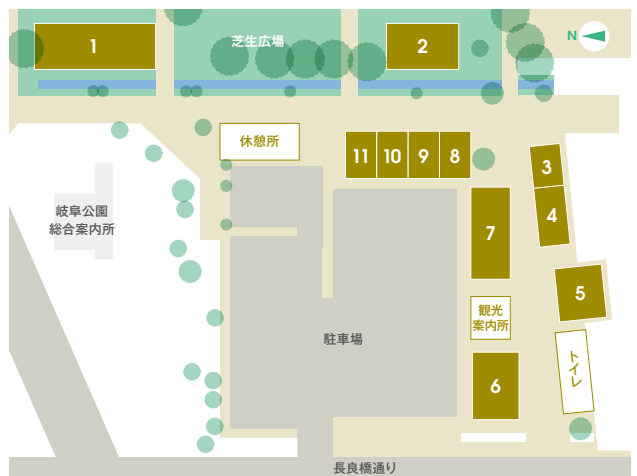 1
芝生広場
2
N
休憩所
11 10 9 8
3
4
岐阜公園
総合案内所
7
5
観光
案内所
駐車場
トイレ
6
長良橋通り